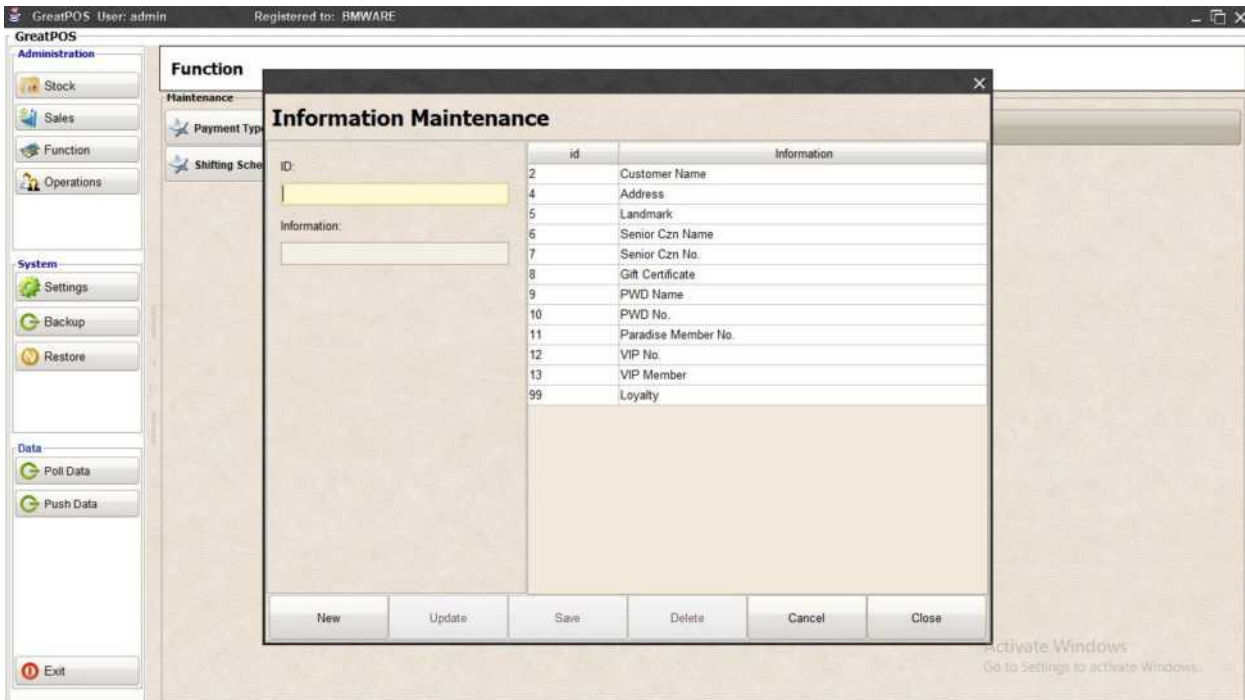 GreatPOS User: admin Registered to: BMWARE
GreatPOS
Administration
Stock
Sales
Function
Operations
System
Settings
Backup
Restore
Data
Poll Data
Push Data
Exit
Function
Maintenance
Payment Typ
Shifting Sche
Information Maintenance
ID:
Information:
id Information
2 Customer Name
4 Address
5 Landmark
6 Senior Czn Name
7 Senior Czn No.
8 Gift Certificate
9 PWD Name
10 PWD No.
11 Paradise Member No.
12 VIP No.
13 VIP Member
99 Loyalty
New Update Save Delete Cancel Close
Activate Windows
Go to Settings to activate Windows.